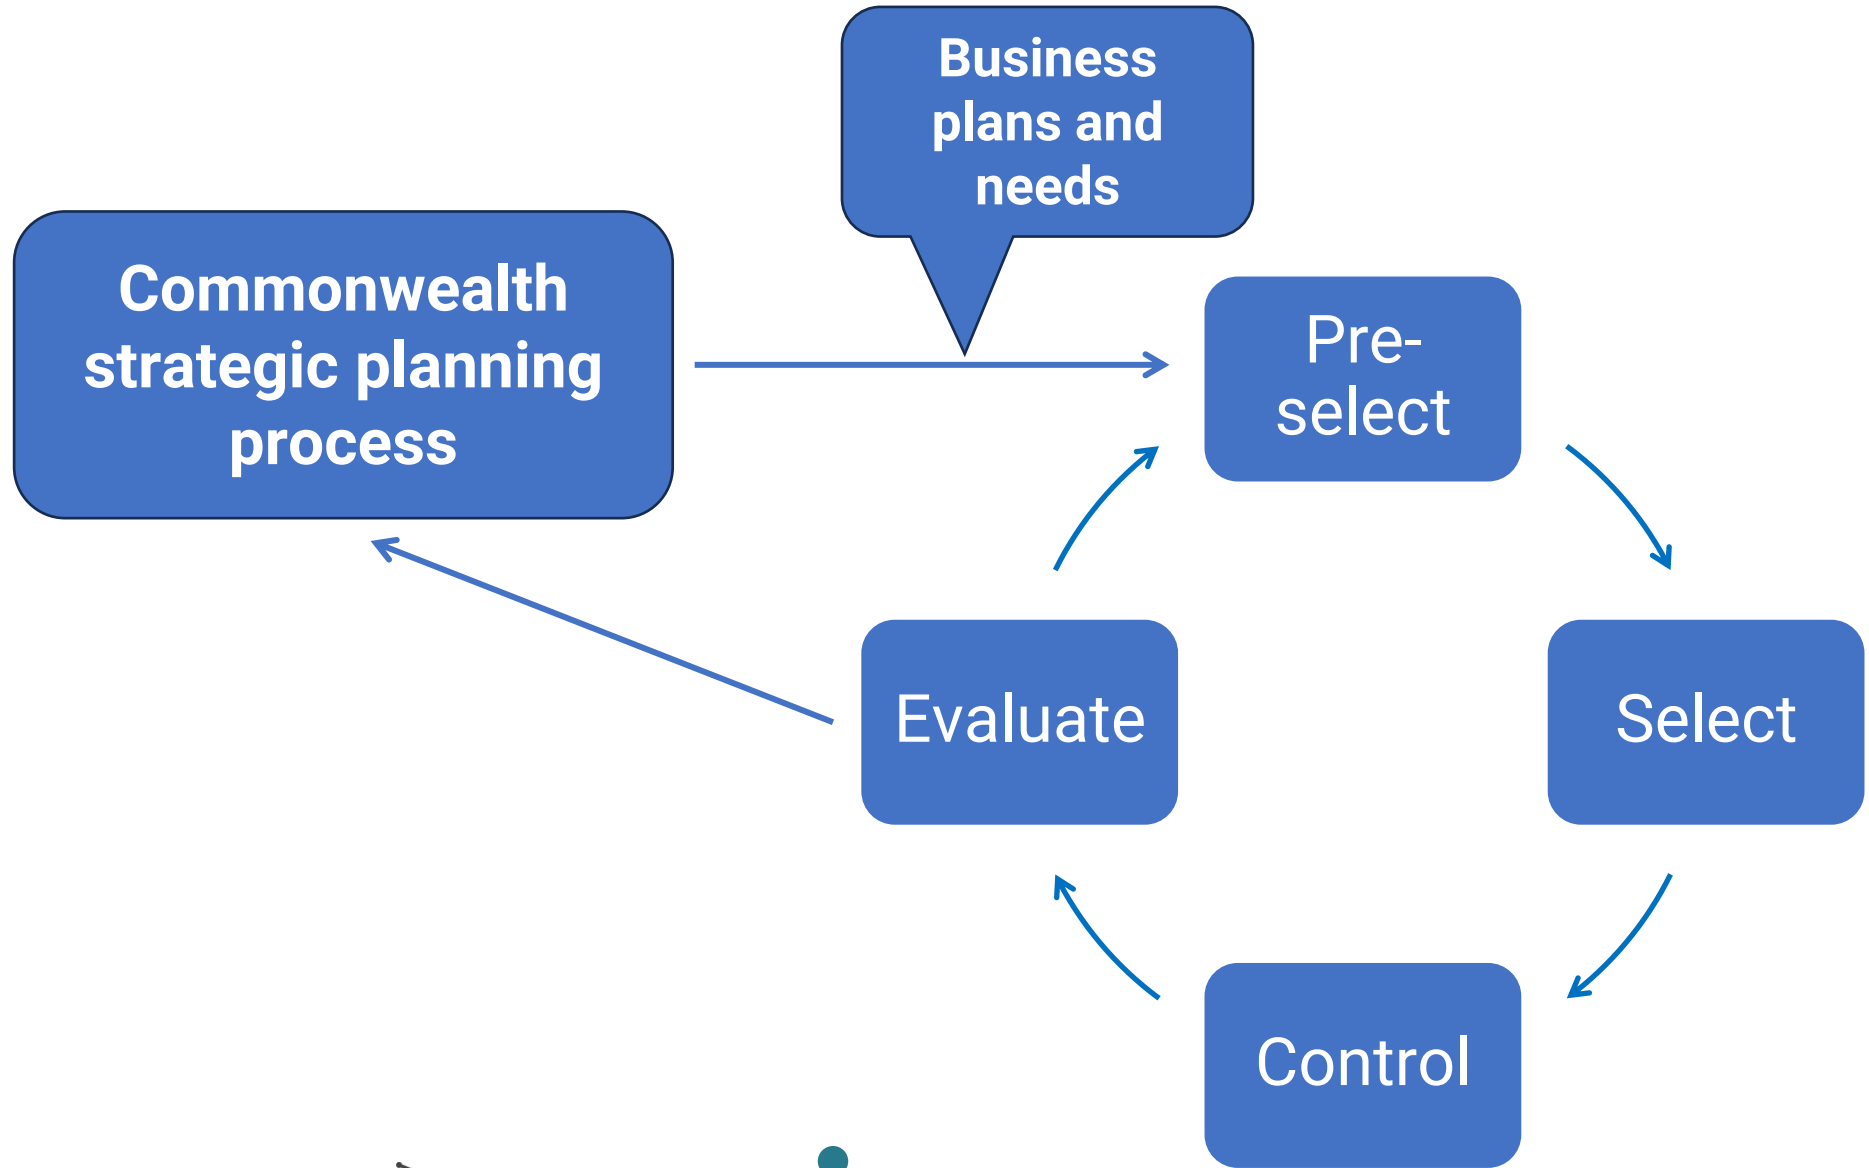 Business
plans and
needs
Commonwealth
strategic planning
process
Pre-
select
Evaluate
Select
Control